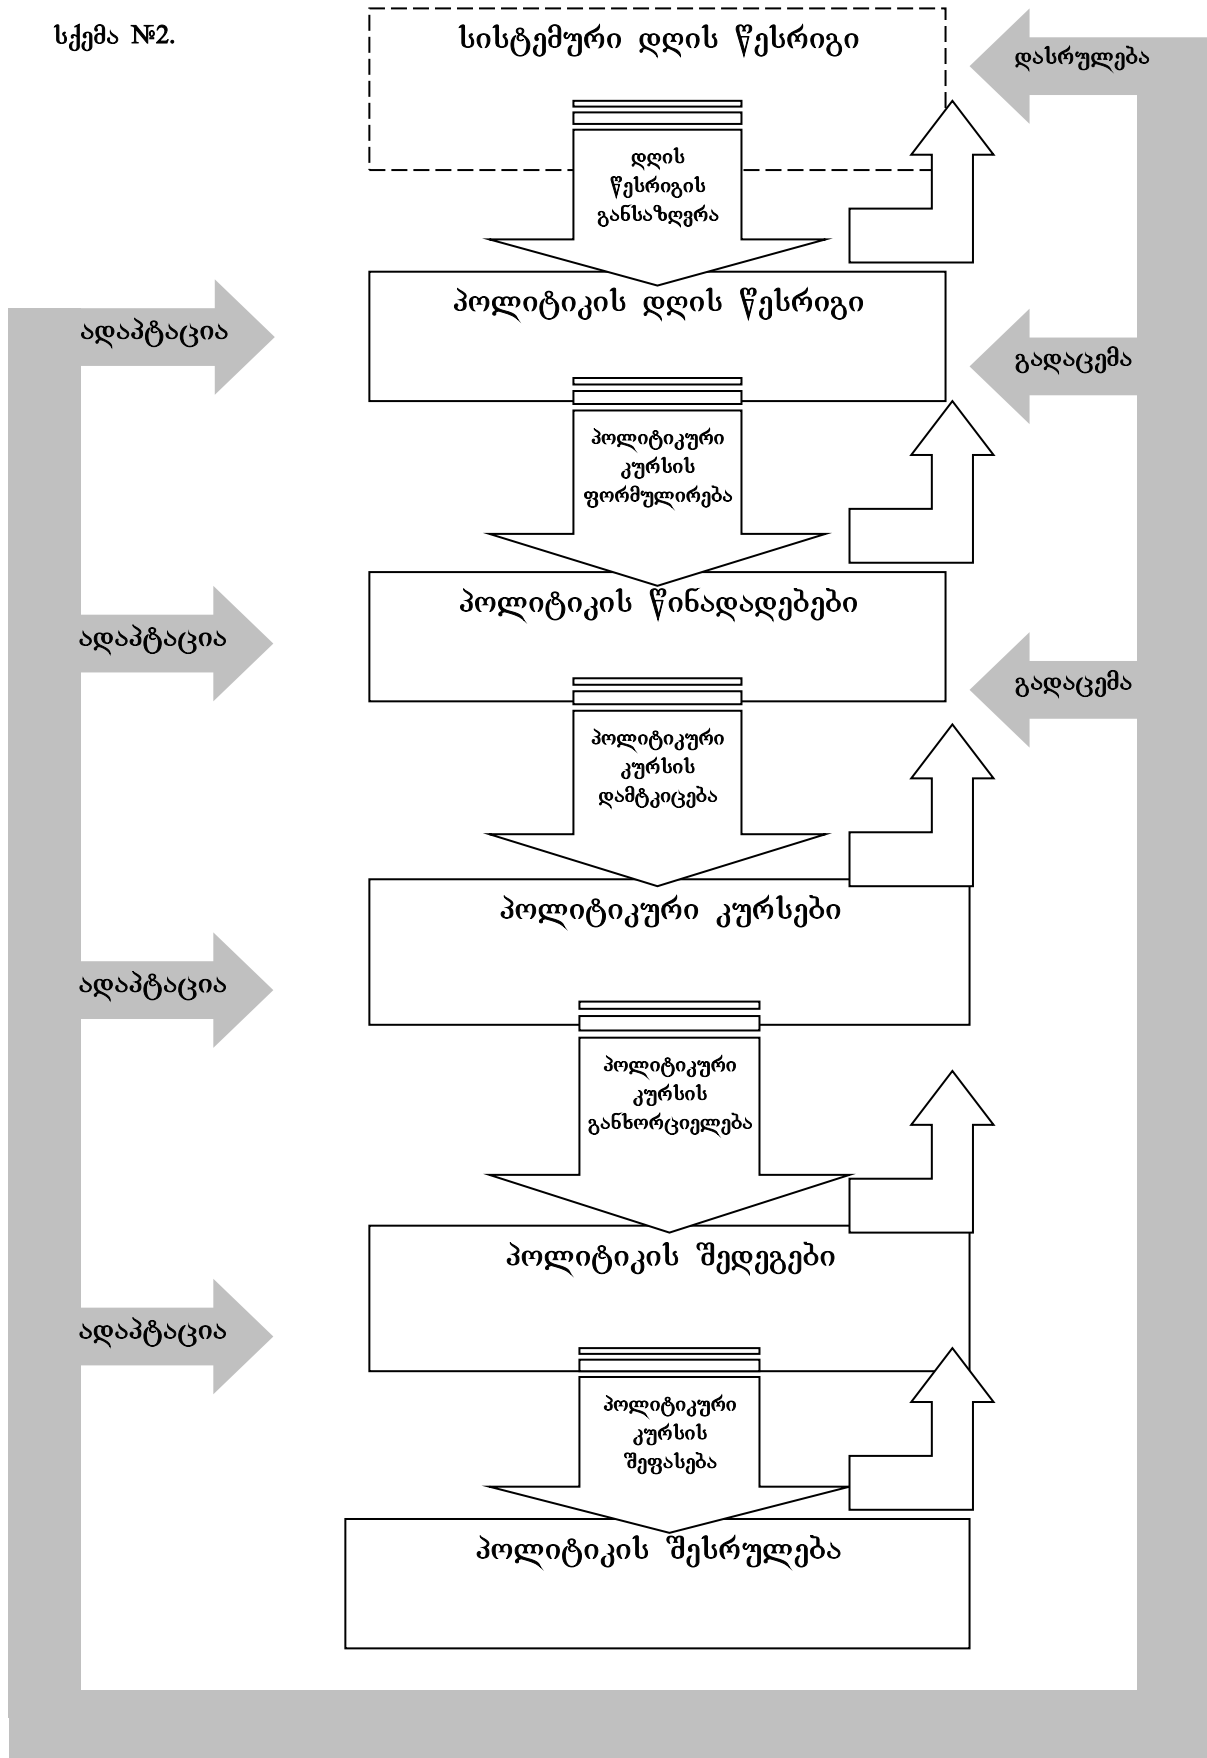 სქემა №2.
სისტემური დღის წესრიგი
დასრულება
დღის
წესრიგის
განსაზღვრა
პოლიტიკის დღის წესრიგი
ადაპტაცია
გადაცემა
პოლიტიკური
კურსის
ფორმულირება
პოლიტიკის წინადადებები
ადაპტაცია
გადაცემა
პოლიტიკური
კურსის
დამტკიცება
პოლიტიკური კურსები
ადაპტაცია
პოლიტიკური
კურსის
განხორციელება
პოლიტიკის შედეგები
ადაპტაცია
პოლიტიკური
კურსის
შეფასება
პოლიტიკის შესრულება